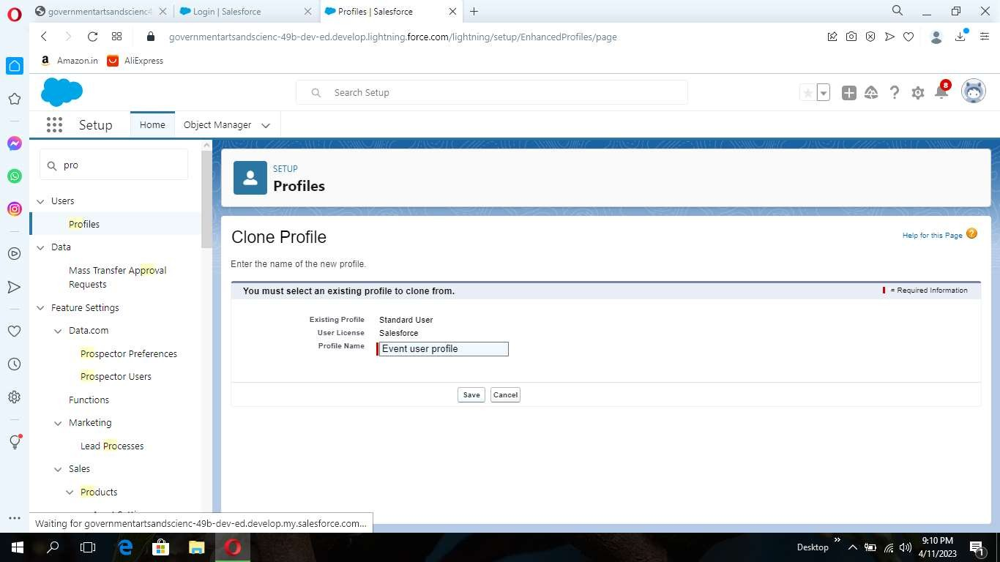 governmentartsandscienc4
Login | Salesforce
Profiles | Salesforce
governmentartsandscienc-49b-dev-ed.develop.lightning.force.com/lightning/setup/EnhancedProfiles/page
a Amazon.in
AliExpress
Search Setup
8
Setup
Home
Object Manager
pro
Users
Profiles
Data
Mass Transfer Approval
Requests
Feature Settings
Data.com
Prospector Preferences
Prospector Users
Functions
Marketing
Lead Processes
Sales
Products
SETUP
Profiles
Clone Profile
Help for this Page ?
Enter the name of the new profile.
You must select an existing profile to clone from.
= Required Information
Existing Profile Standard User
User License Salesforce
Profile Name Event user profile
Save Cancel
Waiting for governmentartsandscienc-49b-dev-ed.develop.my.salesforce.com...
Desktop
9:10 PM
4/11/2023
1